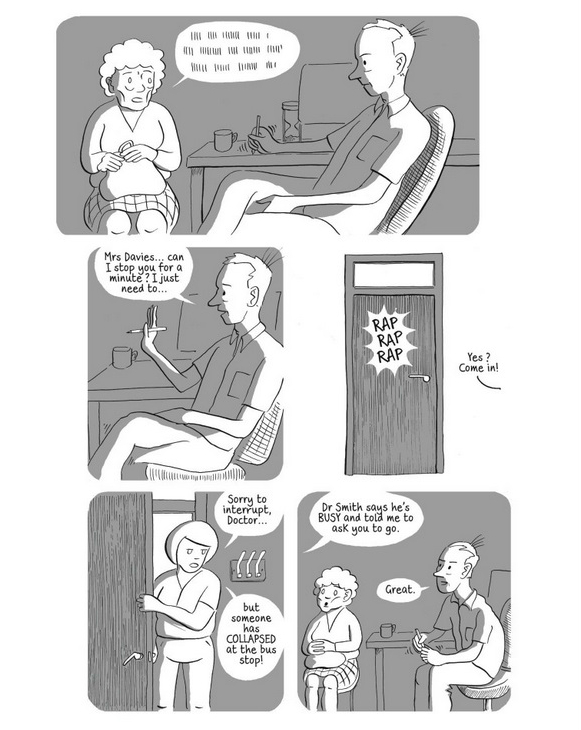 Mrs Davies... can
I stop you for a
minute? I just
need to...
RAP
RAP
RAP
Yes?
Come in!
Sorry to
interrupt,
Doctor...
but
someone
has
COLLAPSED
at the bus
stop!
Dr Smith says he's
BUSY and told me to
ask you to go.
Great.